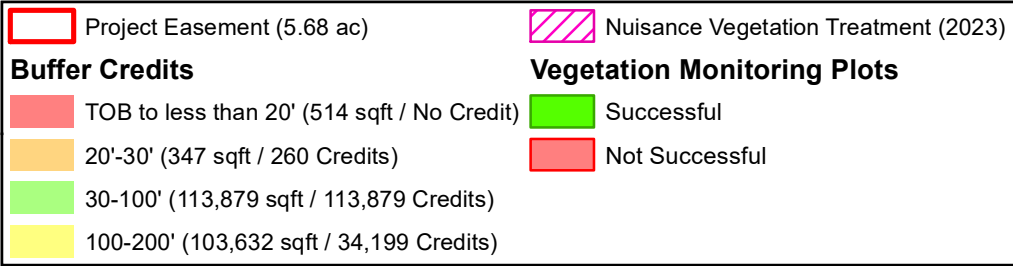 Project Easement (5.68 ac)
Buffer Credits
TOB to less than 20' (514 sqft / No Credit)
20'-30' (347 sqft / 260 Credits)
30-100' (113,879 sqft / 113,879 Credits)
100-200' (103,632 sqft / 34,199 Credits)
Nuisance Vegetation Treatment (2023)
Vegetation Monitoring Plots
Successful
Not Successful